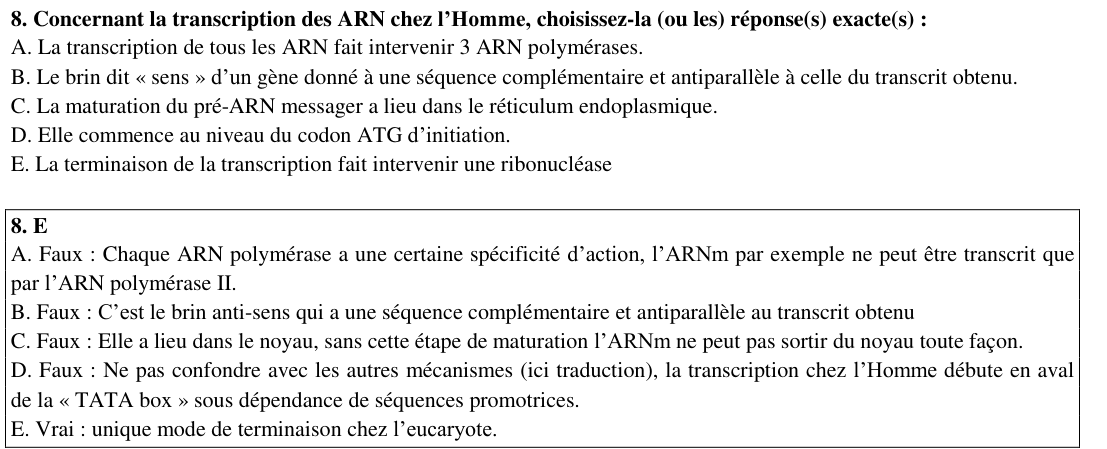 8. Concernant la transcription des ARN chez l'Homme, choisissez-la (ou les) réponse(s) exacte(s) :
A. La transcription de tous les ARN fait intervenir 3 ARN polymérases.
B. Le brin dit « sens » d'un gène donné à une séquence complémentaire et antiparallèle à celle du transcrit obtenu.
C. La maturation du pré-ARN messager a lieu dans le réticulum endoplasmique.
D. Elle commence au niveau du codon ATG d'initiation.
E. La terminaison de la transcription fait intervenir une ribonucléase
8. E
A. Faux : Chaque ARN polymérase a une certaine spécificité d'action, l'ARNm par exemple ne peut être transcrit que
par l'ARN polymérase II.
B. Faux : C'est le brin anti-sens qui a une séquence complémentaire et antiparallèle au transcrit obtenu
C. Faux : Elle a lieu dans le noyau, sans cette étape de maturation l'ARNm ne peut pas sortir du noyau toute façon.
D. Faux : Ne pas confondre avec les autres mécanismes (ici traduction), la transcription chez l'Homme débute en aval
de la « TATA box » sous dépendance de séquences promotrices.
E. Vrai : unique mode de terminaison chez l'eucaryote.